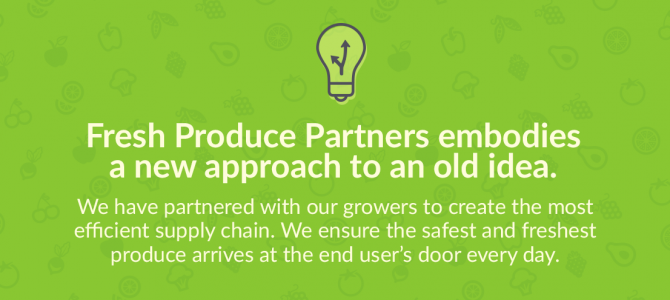 Fresh Produce Partners embodies
a new approach to an old idea.
We have partnered with our growers to create the most
efficient supply chain. We ensure the safest and freshest
produce arrives at the end user’s door every day.